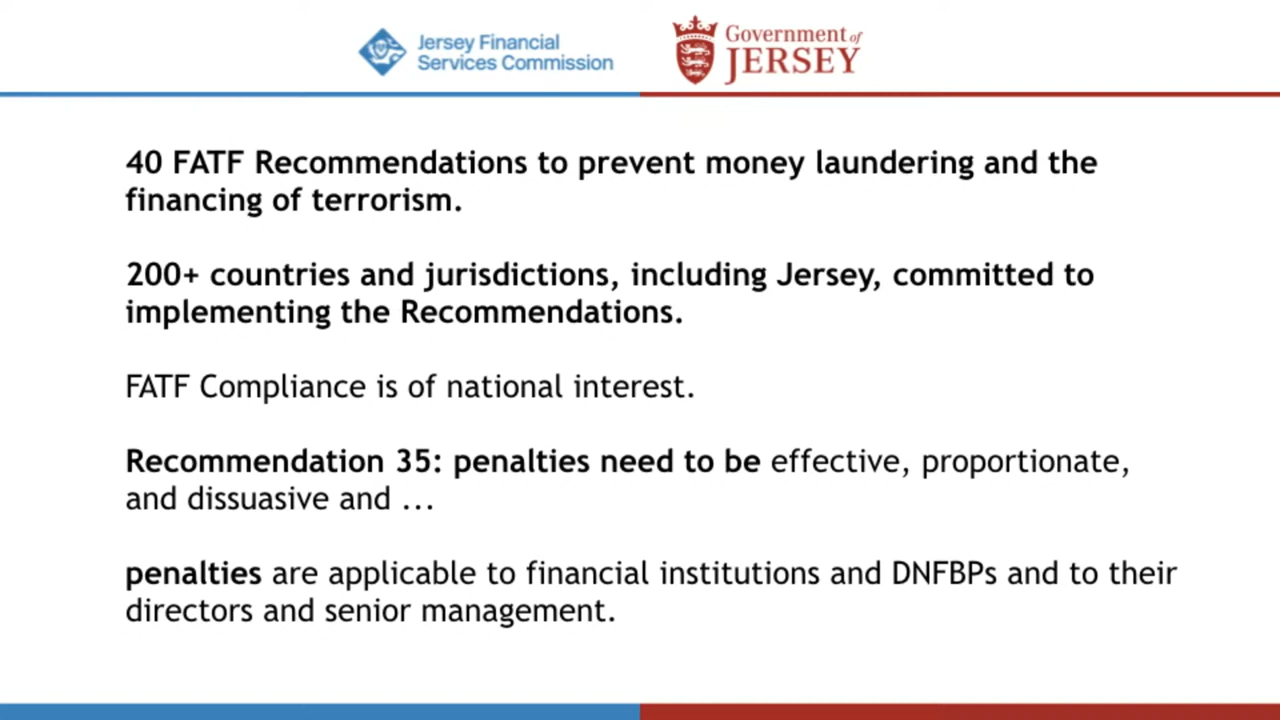 Jersey Financial
Services Commission
Government of
JERSEY
40 FATF Recommendations to prevent money laundering and the
financing of terrorism.
200+ countries and jurisdictions, including Jersey, committed to
implementing the Recommendations.
FATF Compliance is of national interest.
Recommendation 35: penalties need to be effective, proportionate,
and dissuasive and ...
penalties are applicable to financial institutions and DNFBPs and to their
directors and senior management.